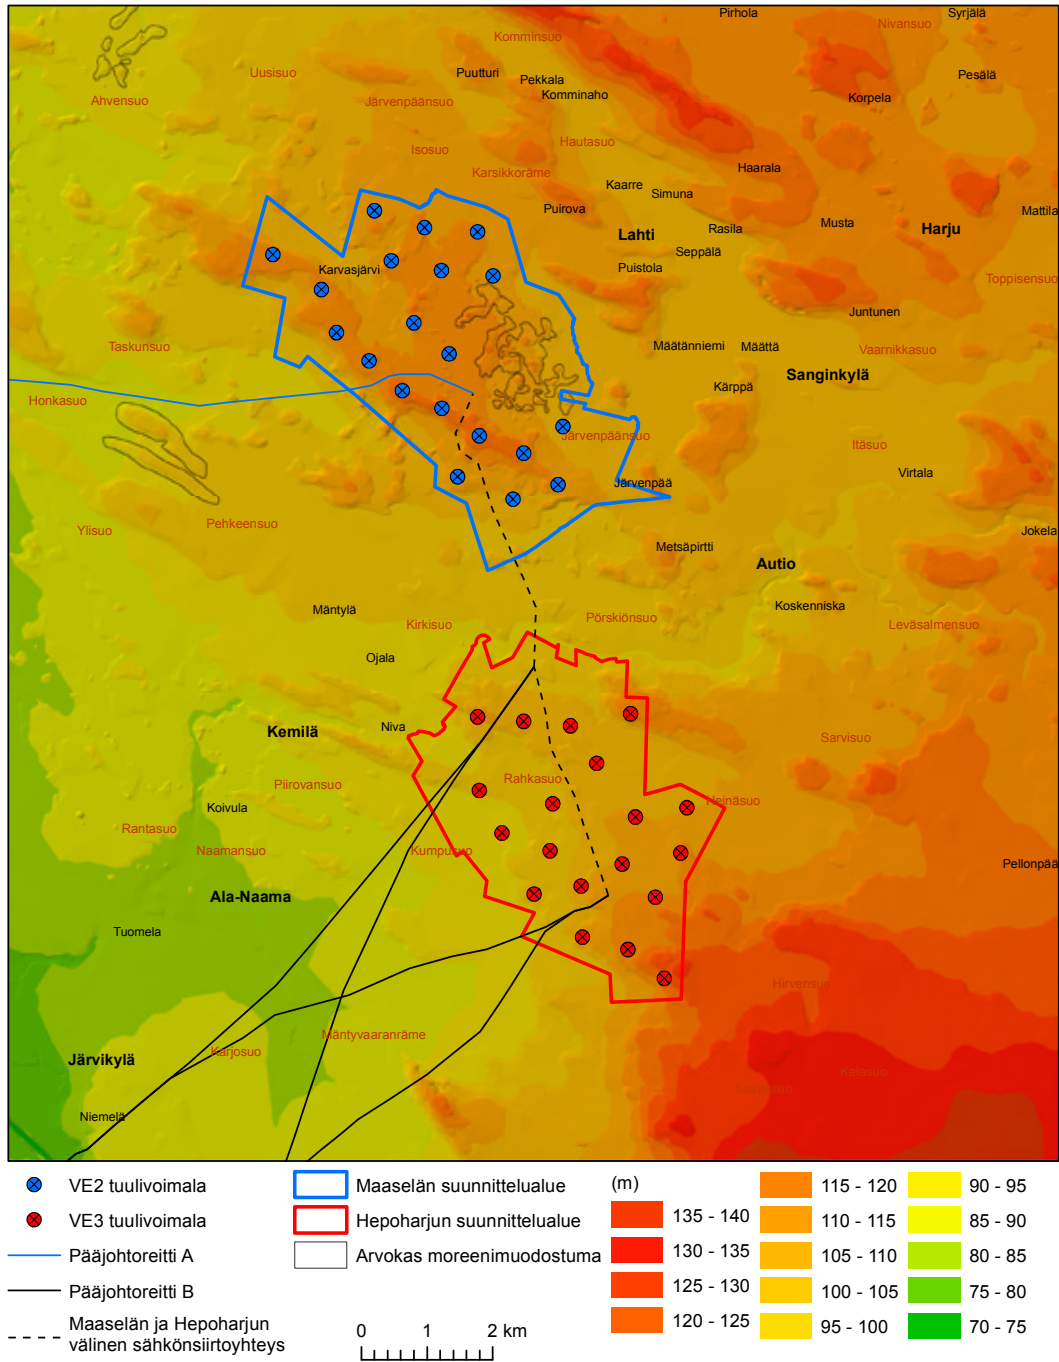 Pirhola
Syrjälä
Nivansuo
Komminsuo
Uusisuo
Puutturi
Pekkala
Pesälä
Ahvensuo
Järvenpäänsuo
Komminaho
Korpela
Hautasuo
Isosuo
Karsikkoräme
Haarala
Kaarre
Simuna
Puirova
Mattila
Musta
Rasila
Harju
Lahti
Seppälä
Karvasjärvi
Puistola
Toppisensuo
Juntunen
Taskunsuo
Määtänniemi
Määttä
Vaarnikkasuo
Sanginkylä
Kärppä
Honkasuo
Järvenpäänsuo
Itäsuo
Virtala
Järvenpää
Pehkeensuo
Ylisuo
Jokela
Metsäpirtti
Autio
Mäntylä
Koskenniska
Kirkisuo
Pörskiönsuo
Leväsalmensuo
Ojala
Niva
Kemilä
Sarvisuo
Rahkasuo
Piirovansuo
Koivula
Heinäsuo
Rantasuo
Naamansuo
Kumpusuo
Pellonpää
Ala-Naama
Tuomela
Hirvensuo
Mäntyvaaranräme
Karjosuo
Järvikylä
Kalasuo
Niemelä
VE2 tuulivoimala
VE3 tuulivoimala
Pääjohtoreitti A
Pääjohtoreitti B
Maaselän ja Hepoharjun
välinen sähkönsiirtoyhteys
Maaselän suunnittelualue
Hepoharjun suunnittelualue
Arvokas moreenimuodostuma
0 1 2 km
(m)
135 - 140
130 - 135
125 - 130
120 - 125
115 - 120
110 - 115
105 - 110
100 - 105
95 - 100
90 - 95
85 - 90
80 - 85
75 - 80
70 - 75